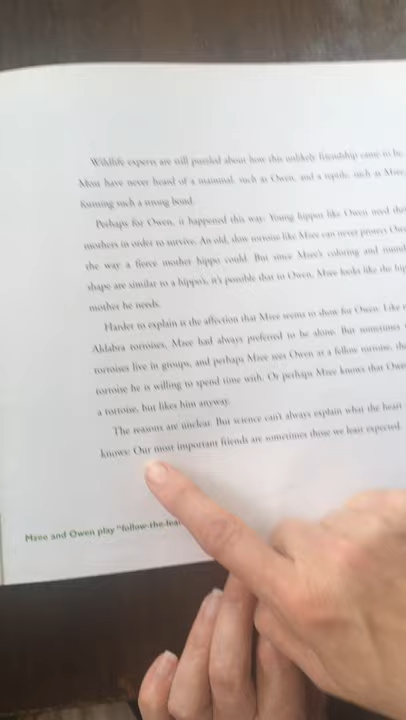 Wildlife experts are still puzzled about how this unlikely friendship came to be.
Most have never heard of a mammal, such as Owen, and a reptile, such as Mzee,
forming such a strong bond.
Perhaps for Owen, it happened this way: Young hippos like Owen need their
mothers in order to survive. An old, slow tortoise like Mzee can never protect Owen
the way a fierce mother hippo could. But since Mzee's coloring and round
shape are similar to a hippo's, it's possible that to Owen, Mzee looks like the hip
mother he needs.
Harder to explain is the affection that Mzee seems to show for Owen. Like
Aldabra tortoises, Mzee had always preferred to be alone. But sometimes
tortoises live in groups, and perhaps Mzee sees Owen as a fellow tortoise, the
tortoise he is willing to spend time with. Or perhaps Mzee knows that Owen
a tortoise, but likes him anyway.
The reasons are unclear. But science can't always explain what the heart
knows: Our most important friends are sometimes those we least expected.
Mzee and Owen play "follow-the-lea